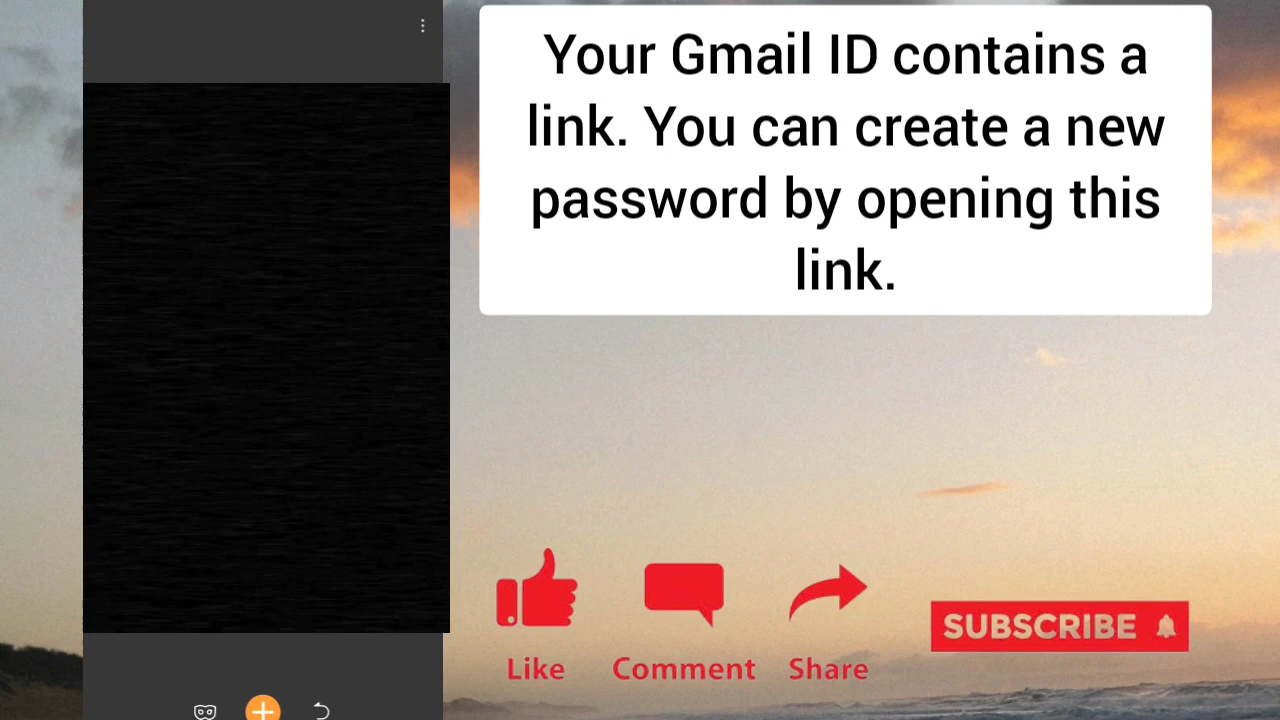 Your Gmail ID contains a
link. You can create a new
password by opening this
link.
Like
Comment
Share
SUBSCRIBE